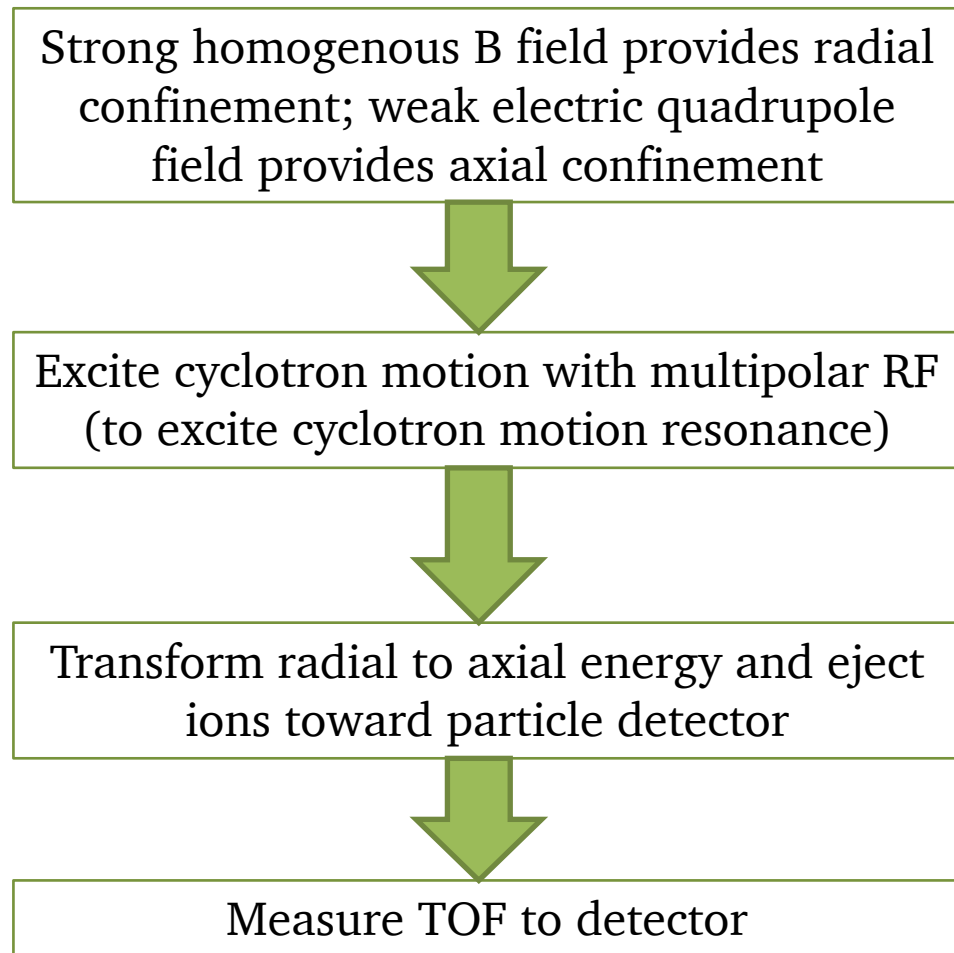 Strong homogenous B field provides radial
confinement; weak electric quadrupole
field provides axial confinement
Excite cyclotron motion with multipolar RF
(to excite cyclotron motion resonance)
Transform radial to axial energy and eject
ions toward particle detector
Measure TOF to detector